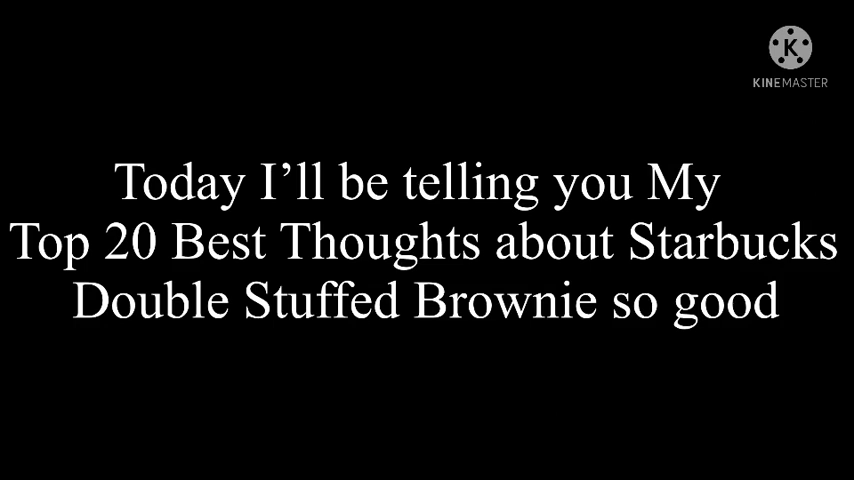 K
KINEMASTER
Today I’ll be telling you My
Top 20 Best Thoughts about Starbucks
Double Stuffed Brownie so good